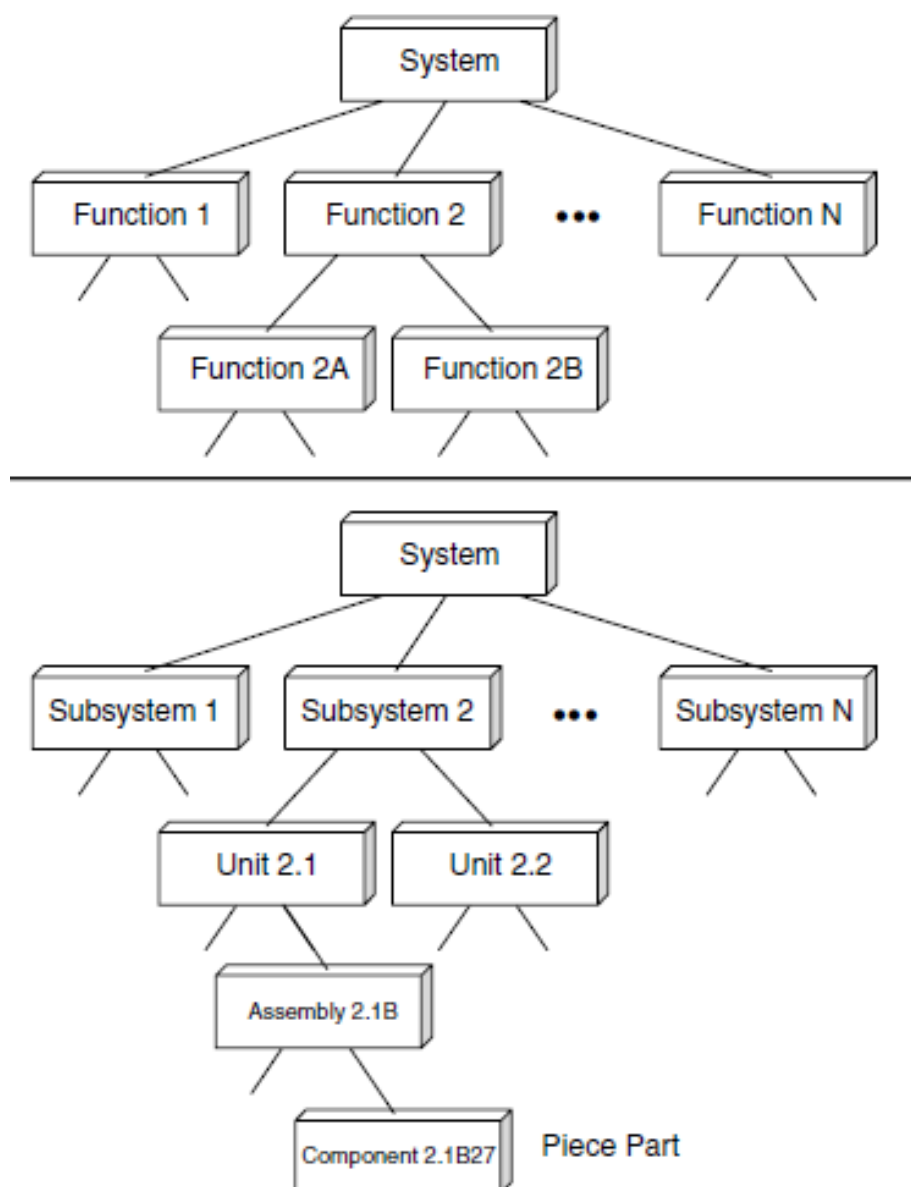 System
Function 1
Function 2
•••
Function N
Function 2A
Function 2B
System
Subsystem 1
Subsystem 2
•••
Subsystem N
Unit 2.1
Unit 2.2
Assembly 2.1B
Component 2.1B27
Piece Part